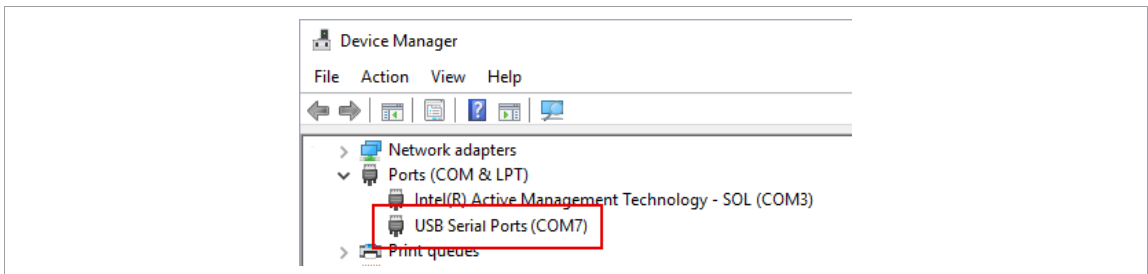 Device Manager
File Action View Help
Network adapters
Ports (COM & LPT)
Intel(R) Active Management Technology - SOL (COM3)
USB Serial Ports (COM7)
Print queues